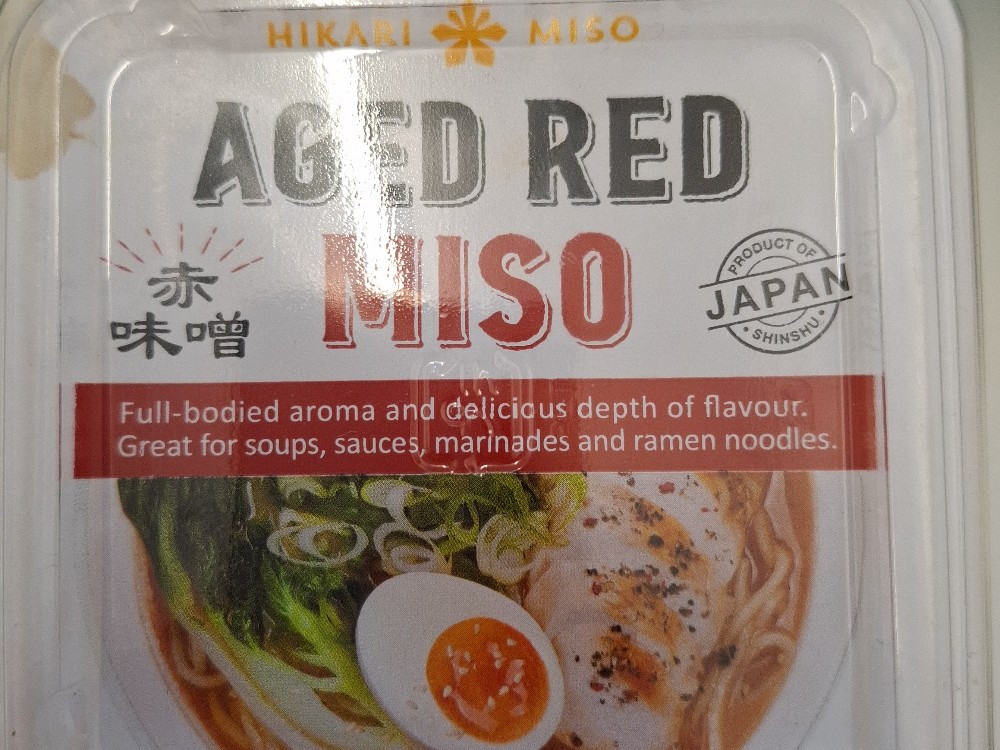 HIKARI MISO
AGED RED
MISO
赤
味噌
PRODUCT OF
JAPAN
SHINSHU
Full-bodied aroma and delicious depth of flavour.
Great for soups, sauces, marinades and ramen noodles.